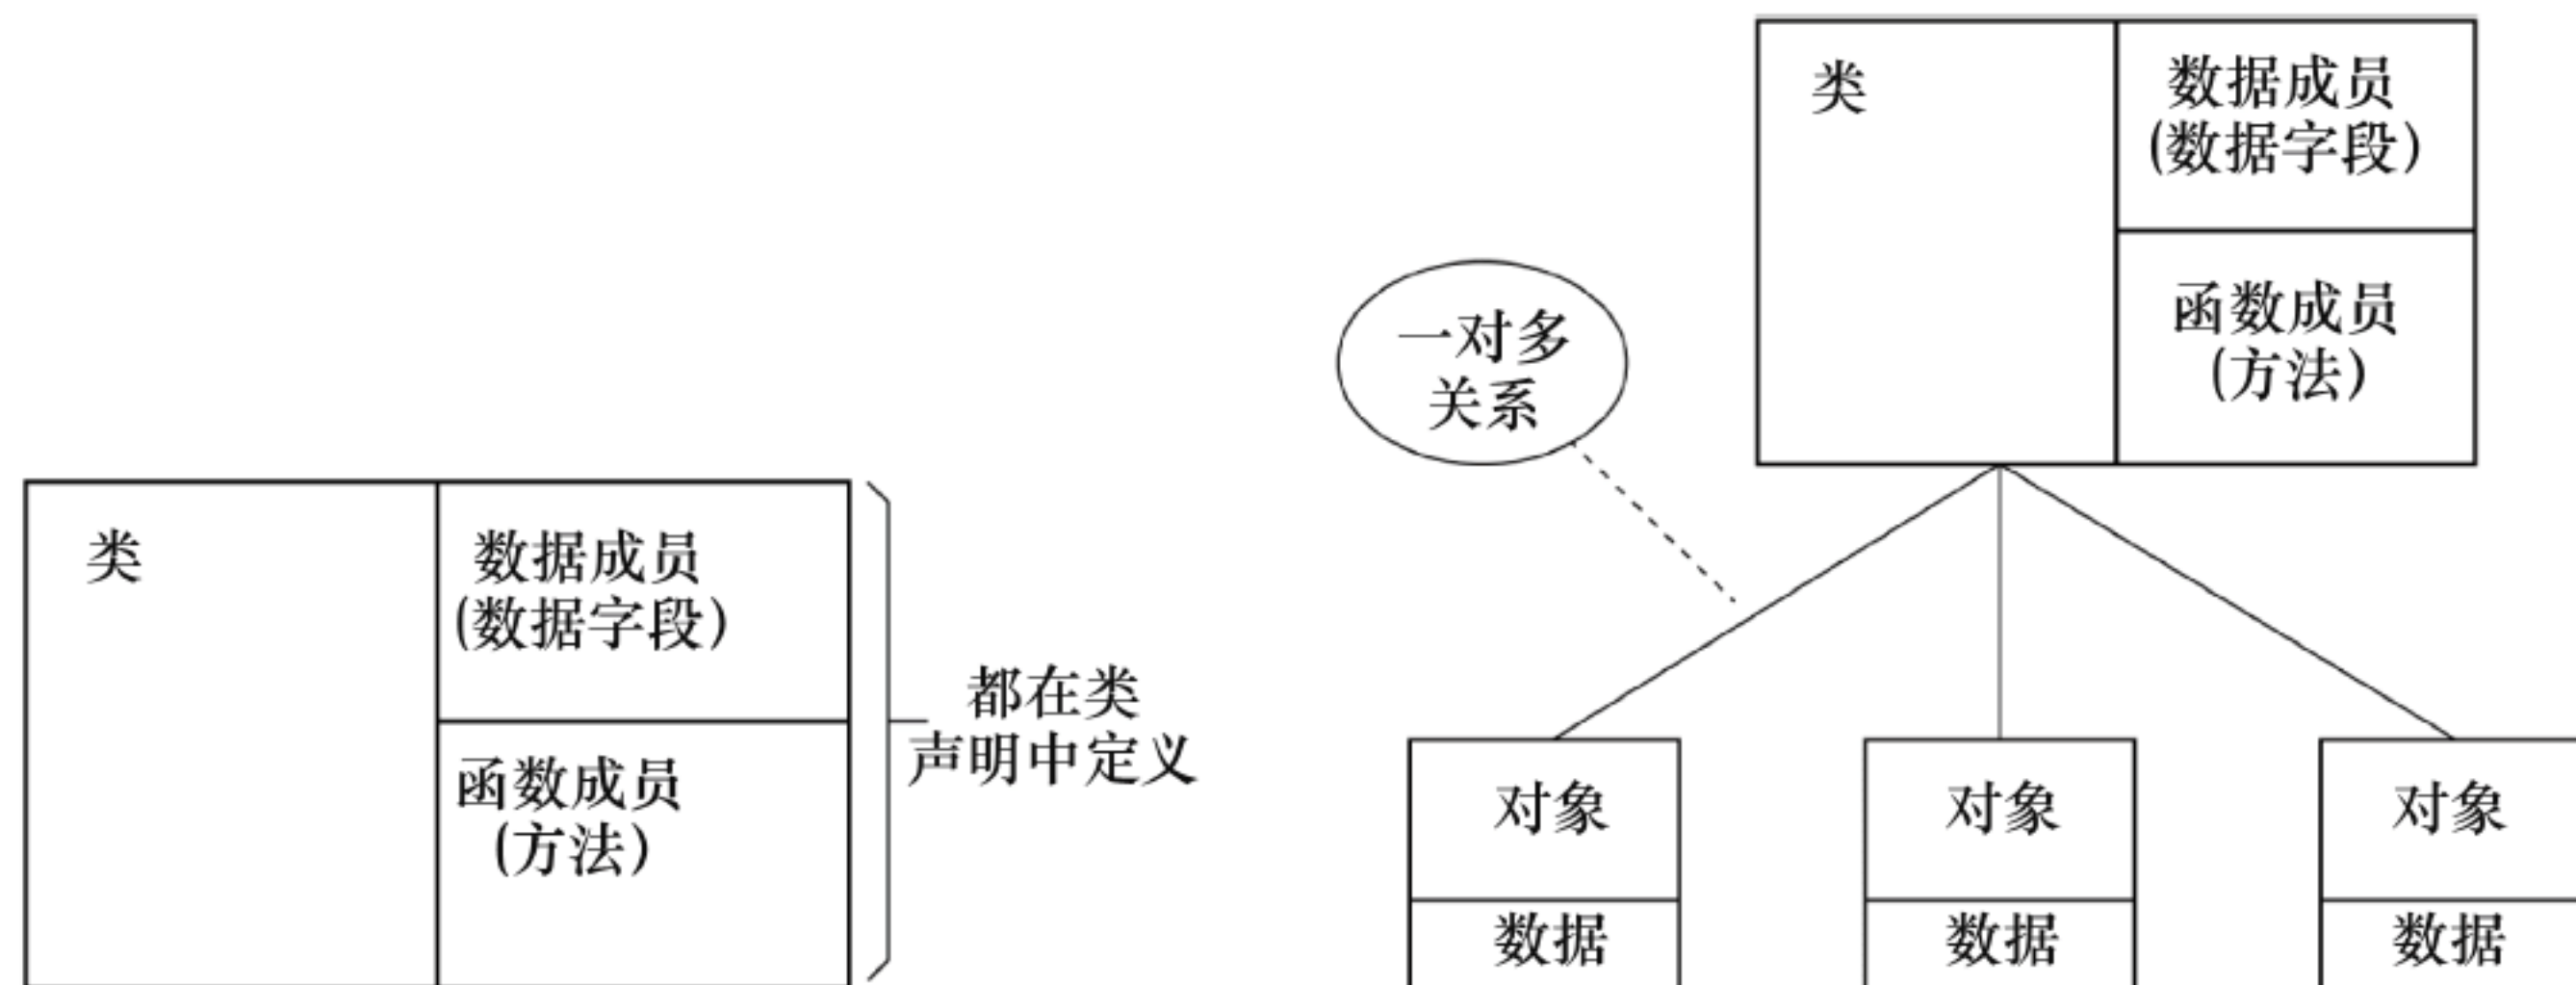 类
数据成员
(数据字段)
函数成员
(方法)
都在类
声明中定义
一对多
关系
类
数据成员
(数据字段)
函数成员
(方法)
对象
数据
对象
数据
对象
数据